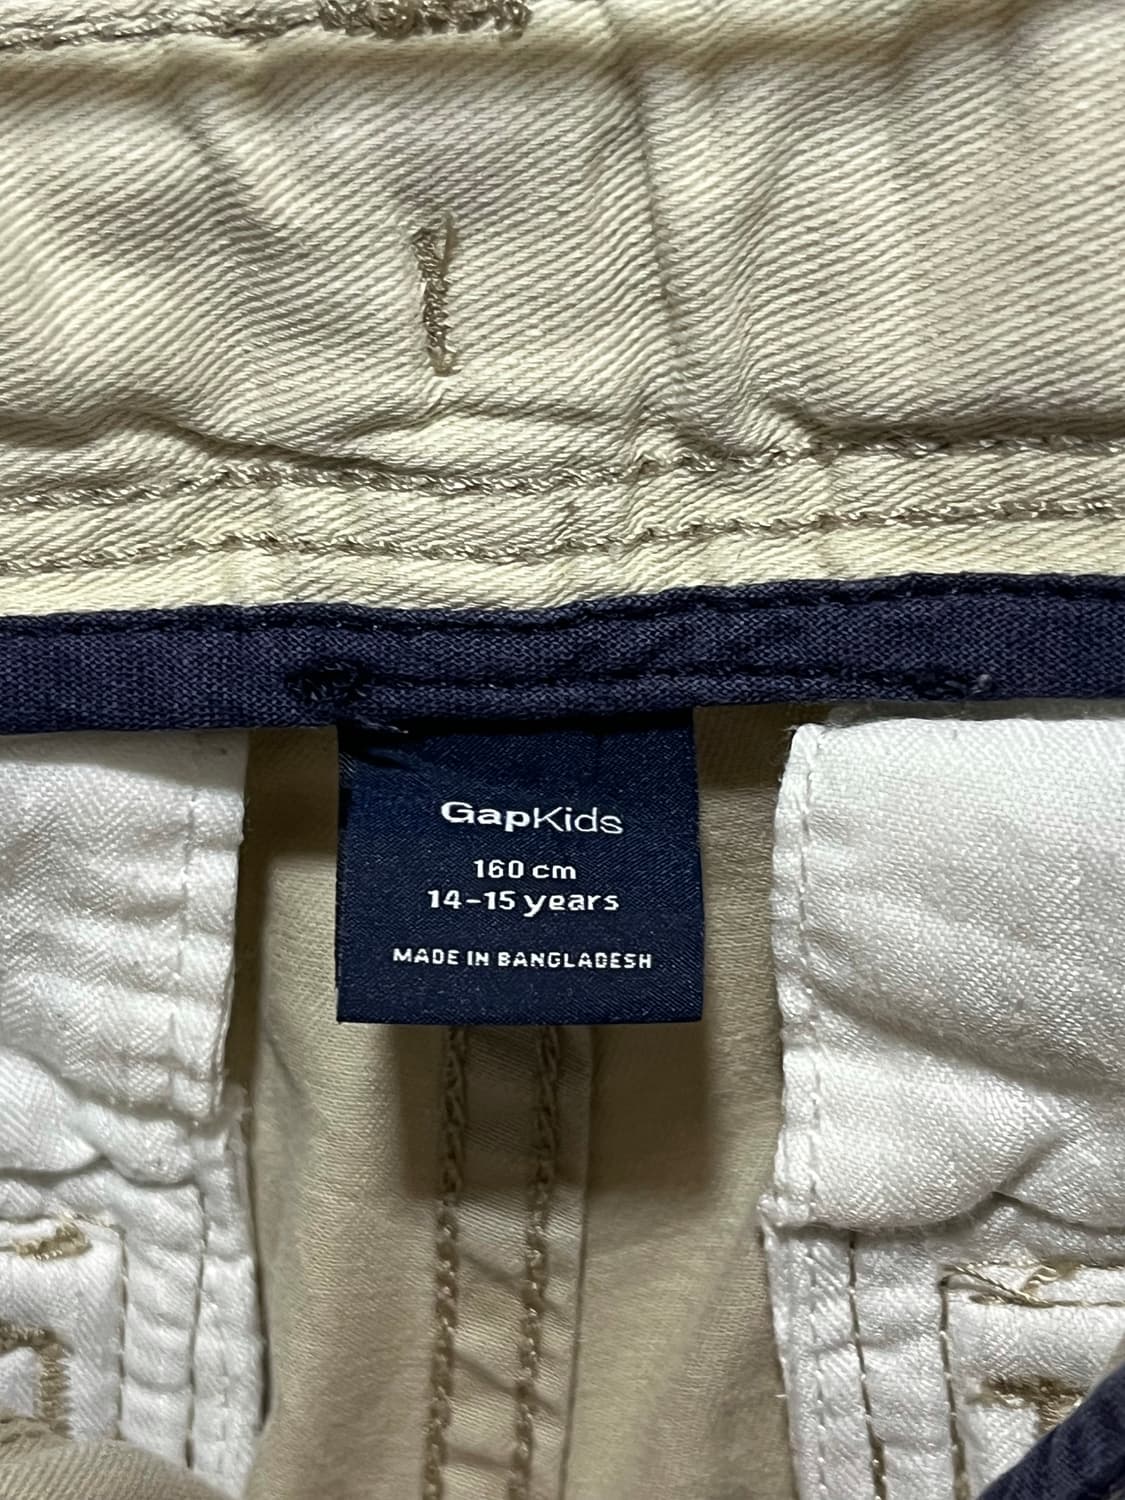 GapKids
160 cm
14-15 years
MADE IN BANGLADESH